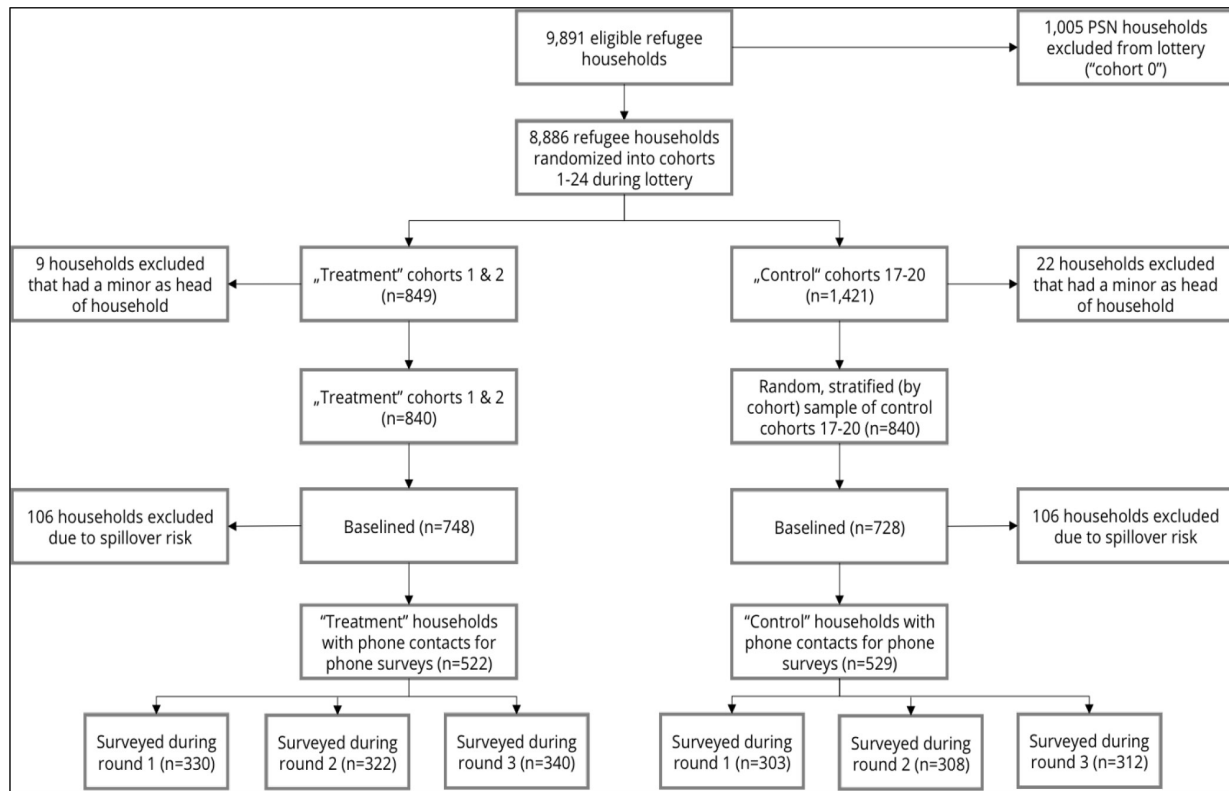 9,891 eligible refugee
households
1,005 PSN households
excluded from lottery
(“cohort 0”)
8,886 refugee households
randomized into cohorts
1-24 during lottery
9 households excluded
that had a minor as head
of household
„Treatment” cohorts 1 & 2
(n=849)
„Control“ cohorts 17-20
(n=1,421)
22 households excluded
that had a minor as head
of household
„Treatment” cohorts 1 & 2
(n=840)
Random, stratified (by
cohort) sample of control
cohorts 17-20 (n=840)
106 households excluded
due to spillover risk
Baselined (n=748)
Baselined (n=728)
106 households excluded
due to spillover risk
“Treatment” households
with phone contacts for
phone surveys (n=522)
“Control” households with
phone contacts for phone
surveys (n=529)
Surveyed during
round 1 (n=330)
Surveyed during
round 2 (n=322)
Surveyed during
round 3 (n=340)
Surveyed during
round 1 (n=303)
Surveyed during
round 2 (n=308)
Surveyed during
round 3 (n=312)